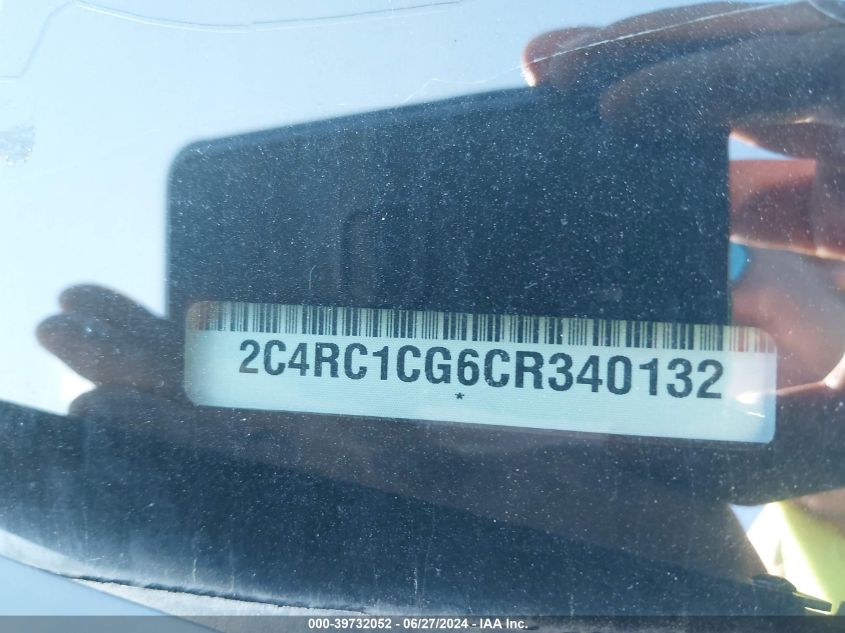 2C4RC1CG6CR340132
*
000-39732052 - 06/27/2024 - IAA Inc.